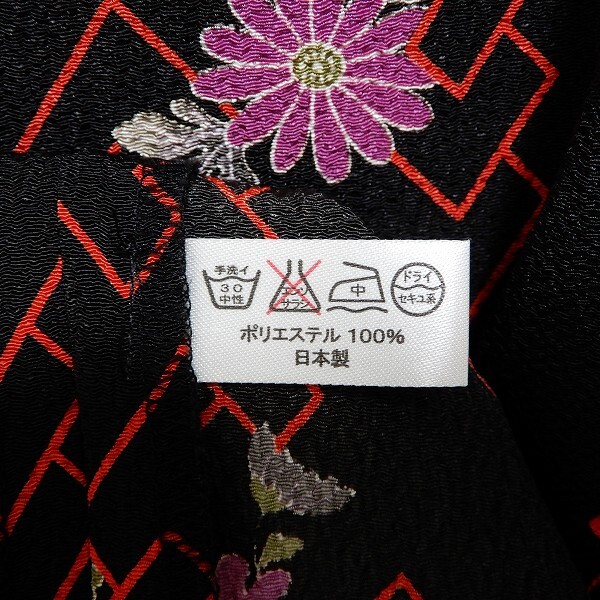 手洗イ
30
中性
エンソ
サラシ
中
ドライ
セキユ系
ポリエステル 100%
日本製